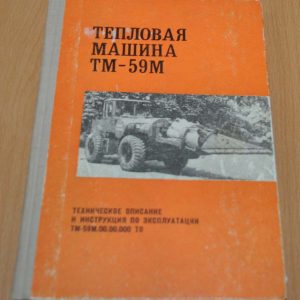 ТЕПЛОВАЯ
МАШИНА
ТМ-59М
ТЕХНИЧЕСКОЕ ОПИСАНИЕ
И ИНСТРУКЦИЯ ПО ЭКСПЛУАТАЦИИ
ТМ-59М.00.00.000 ТО